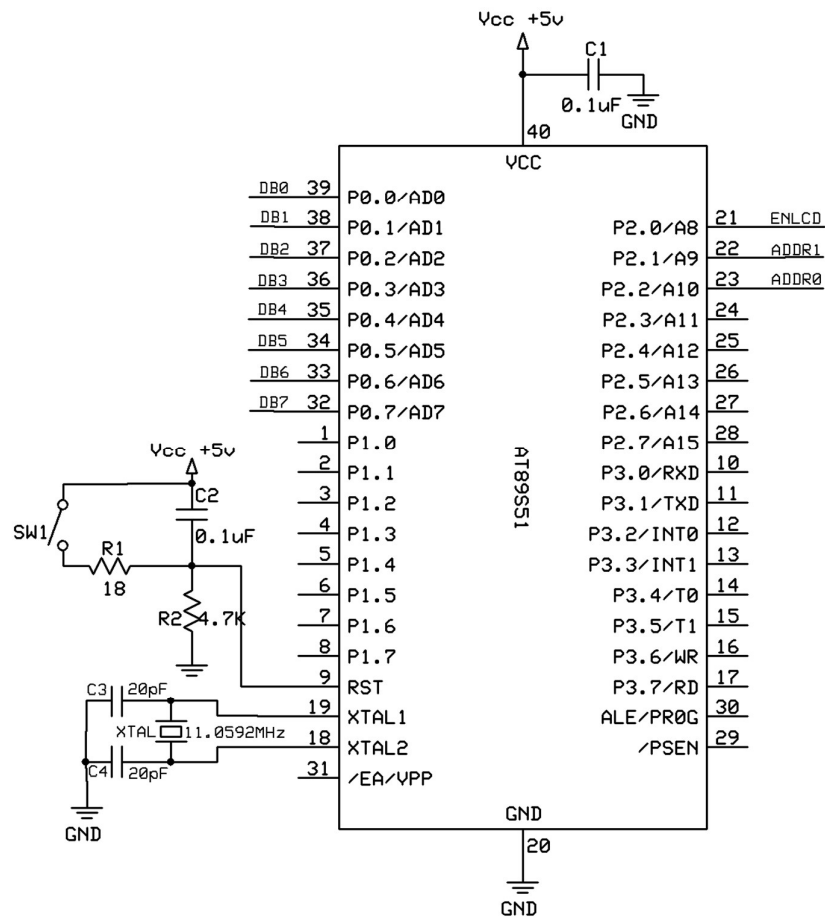 Vcc +5v
C1
0.1uF
GND
40
VCC
DB0 39 P0.0/AD0
DB1 38 P0.1/AD1
DB2 37 P0.2/AD2
DB3 36 P0.3/AD3
DB4 35 P0.4/AD4
DB5 34 P0.5/AD5
DB6 33 P0.6/AD6
DB7 32 P0.7/AD7
1 P1.0
2 P1.1
3 P1.2
4 P1.3
5 P1.4
6 P1.5
7 P1.6
8 P1.7
9 RST
19 XTAL1
18 XTAL2
31 /EA/VPP
AT89S51
P2.0/A8 21 ENLCD
P2.1/A9 22 ADDR1
P2.2/A10 23 ADDR0
P2.3/A11 24
P2.4/A12 25
P2.5/A13 26
P2.6/A14 27
P2.7/A15 28
P3.0/RXD 10
P3.1/TXD 11
P3.2/INT0 12
P3.3/INT1 13
P3.4/T0 14
P3.5/T1 15
P3.6/WR 16
P3.7/RD 17
ALE/PR0G 30
/PSEN 29
GND
20
GND
Vcc +5v
C2
0.1uF
SW1
R1
18
R2 4.7K
C3 20pF
XTAL 11.0592MHz
C4 20pF
GND